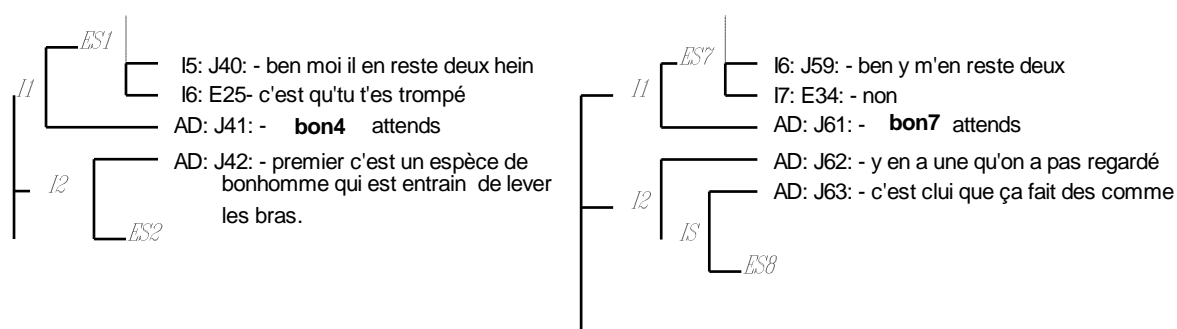 ES1
I5: J40: - ben moi il en reste deux hein
I1
I6: E25- c'est qu'tu t'es trompé
AD: J41: - bon4 attends
AD: J42: - premier c'est un espèce de
I2
bonhomme qui est entrain de lever
les bras.
ES2
ES7
I6: J59: - ben y m'en reste deux
I1
I7: E34: - non
AD: J61: - bon7 attends
AD: J62: - y en a une qu'on a pas regardé
I2
AD: J63: - c'est clui que ça fait des comme
IS
ES8